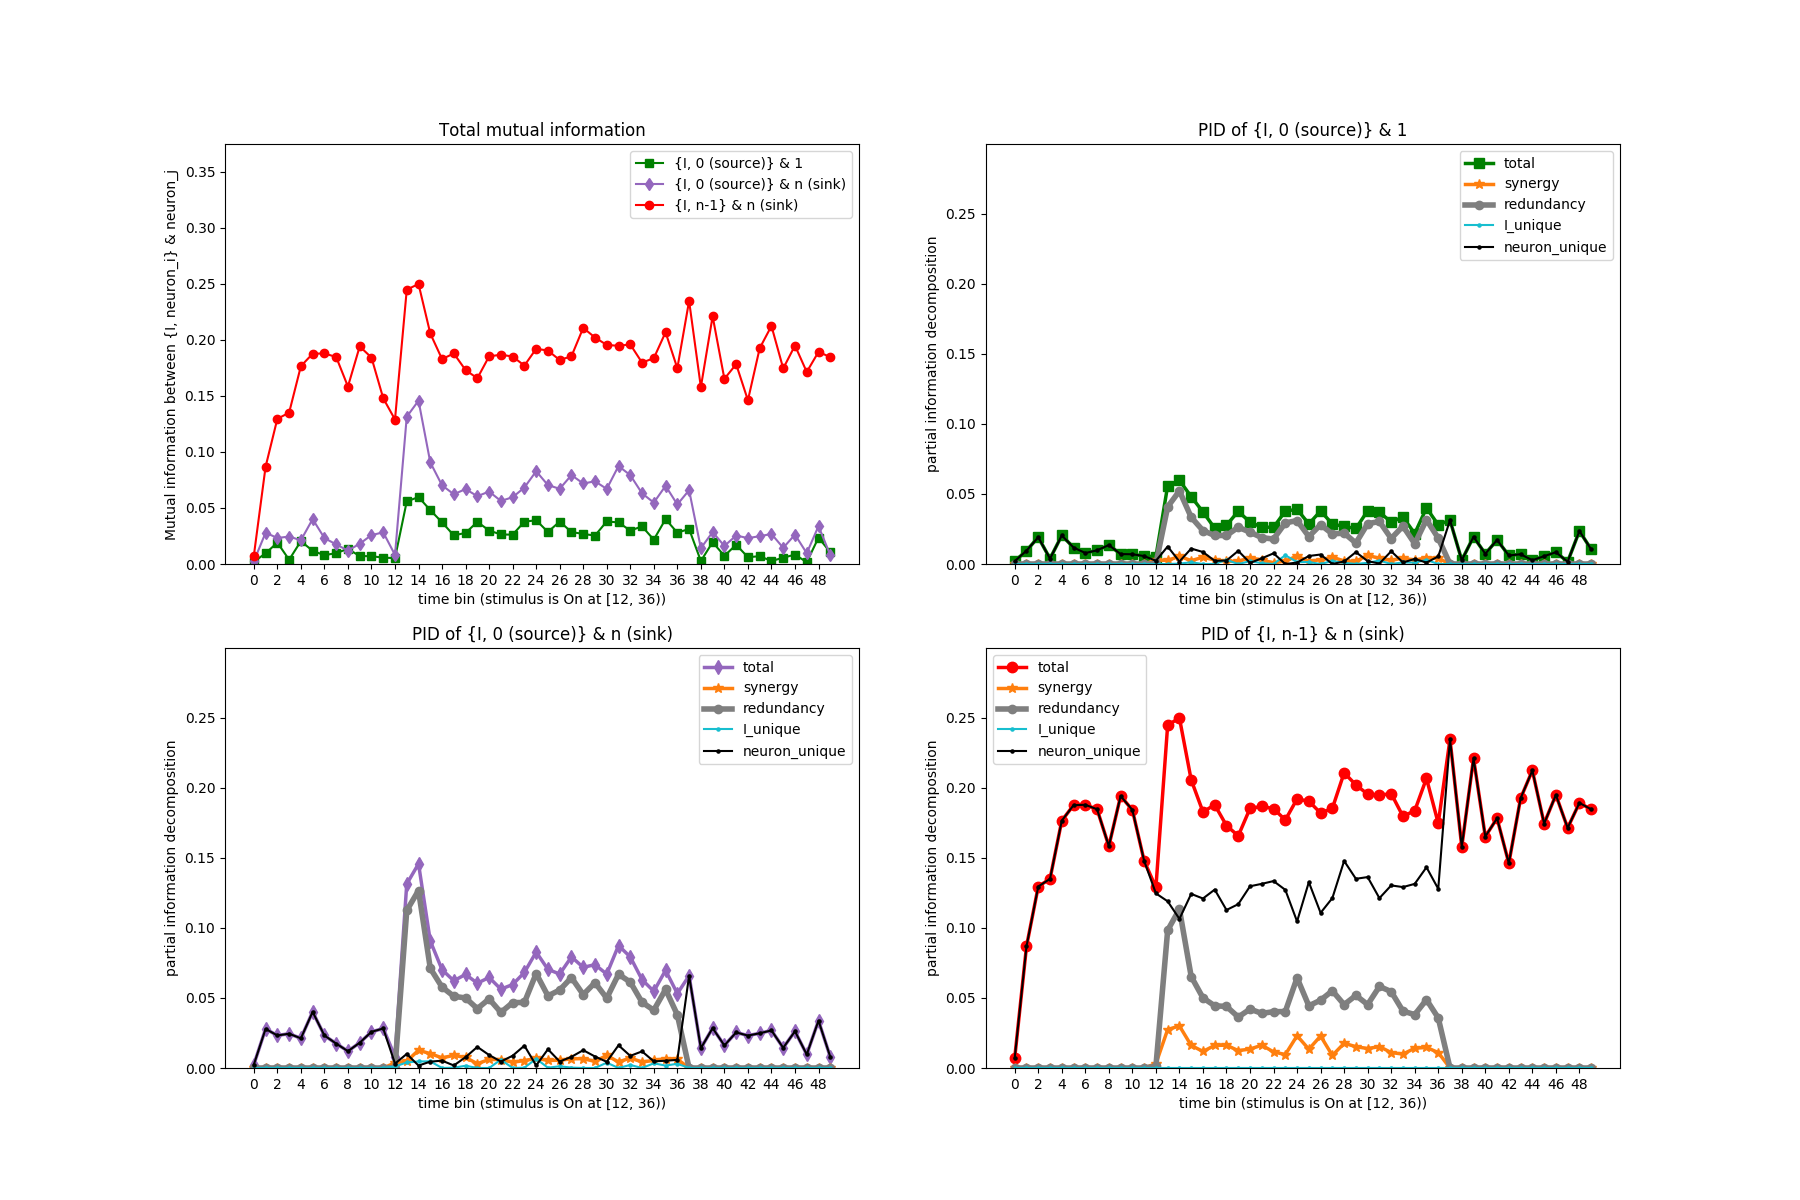 Total mutual information
Mutual information between {I, neuron_i} & neuron_j
0.35
0.30
0.25
0.20
0.15
0.10
0.05
0.00
{I, 0 (source)} & 1
{I, 0 (source)} & n (sink)
{I, n-1} & n (sink)
0 2 4 6 8 10 12 14 16 18 20 22 24 26 28 30 32 34 36 38 40 42 44 46 48
time bin (stimulus is On at [12, 36))
PID of {I, 0 (source)} & 1
partial information decomposition
0.25
0.20
0.15
0.10
0.05
0.00
total
synergy
redundancy
I_unique
neuron_unique
0 2 4 6 8 10 12 14 16 18 20 22 24 26 28 30 32 34 36 38 40 42 44 46 48
time bin (stimulus is On at [12, 36))
PID of {I, 0 (source)} & n (sink)
partial information decomposition
0.25
0.20
0.15
0.10
0.05
0.00
total
synergy
redundancy
I_unique
neuron_unique
0 2 4 6 8 10 12 14 16 18 20 22 24 26 28 30 32 34 36 38 40 42 44 46 48
time bin (stimulus is On at [12, 36))
PID of {I, n-1} & n (sink)
partial information decomposition
0.25
0.20
0.15
0.10
0.05
0.00
total
synergy
redundancy
I_unique
neuron_unique
0 2 4 6 8 10 12 14 16 18 20 22 24 26 28 30 32 34 36 38 40 42 44 46 48
time bin (stimulus is On at [12, 36))